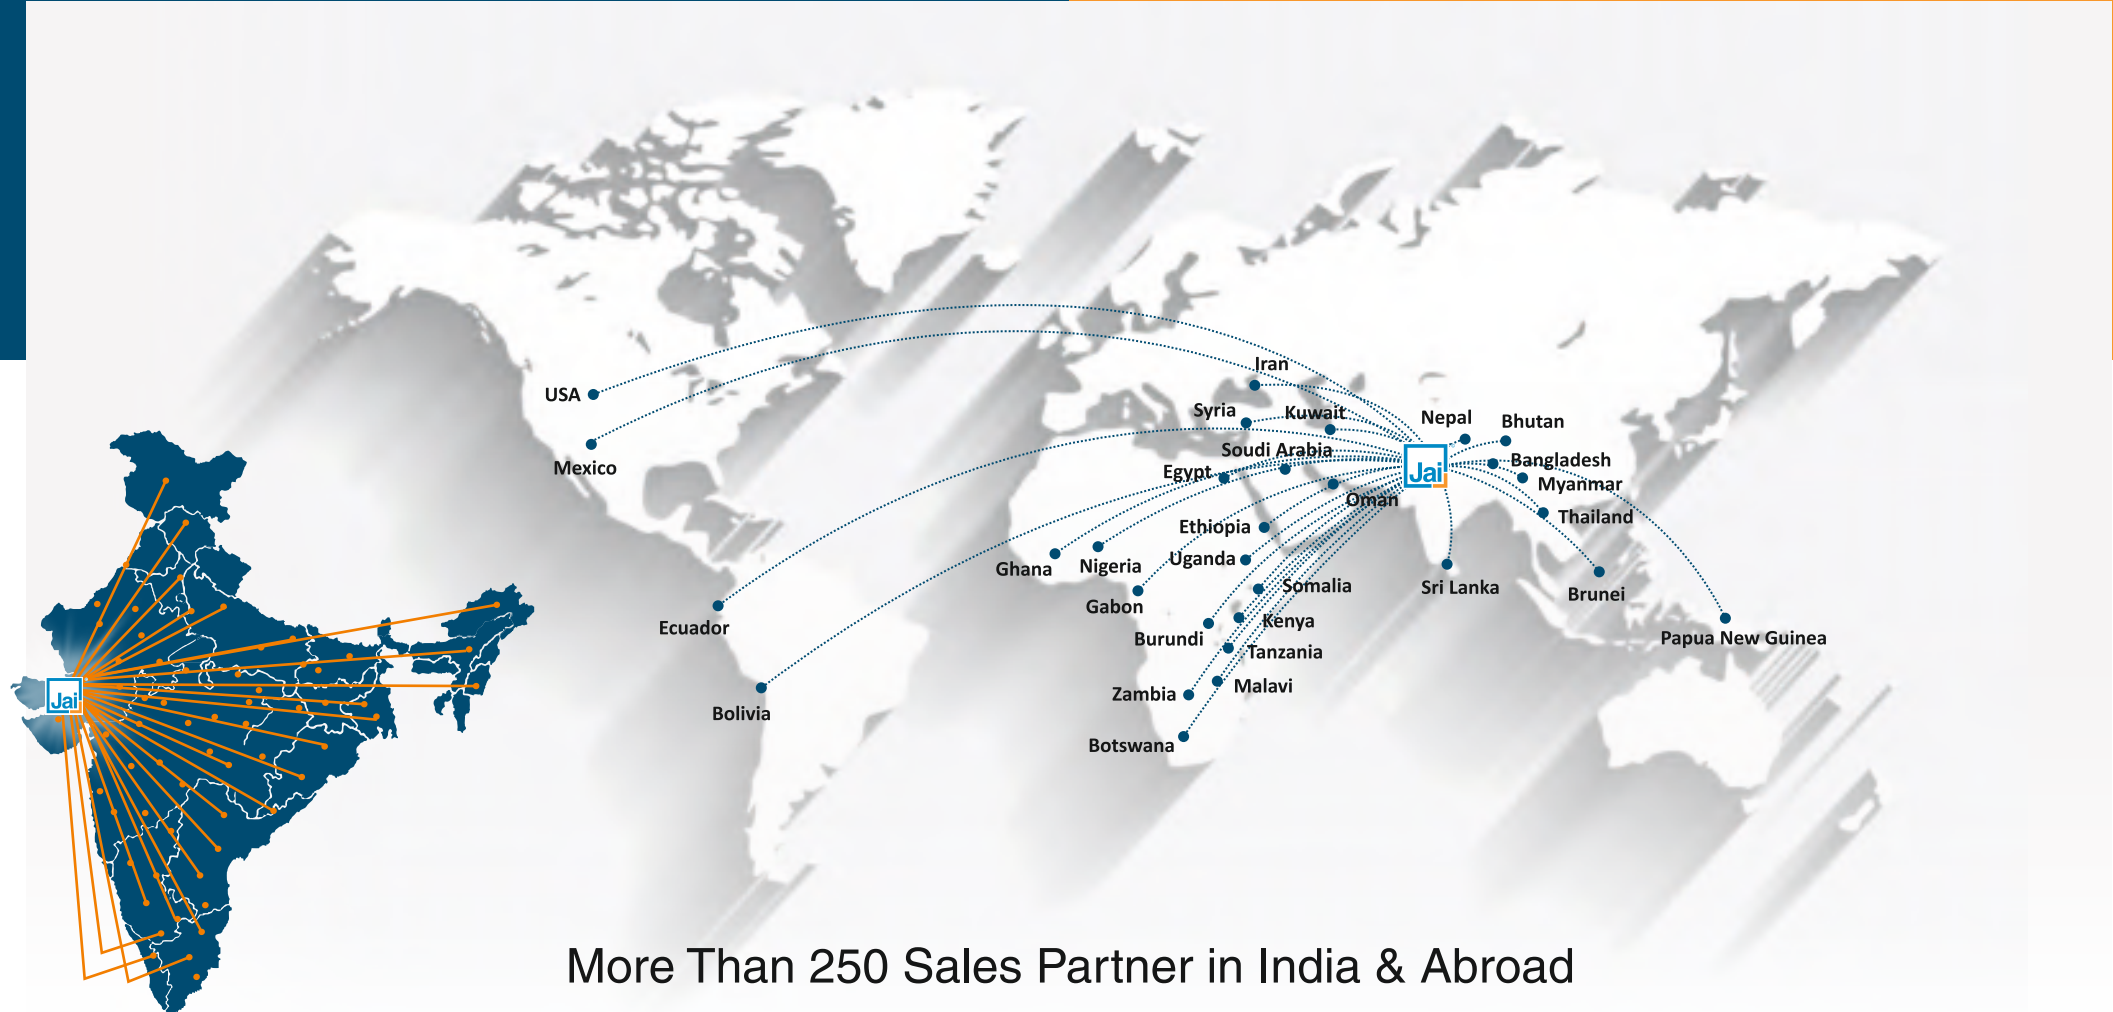 Iran
USA
Syria
Kuwait
Nepal
Bhutan
Soudi Arabia
Bangladesh
Mexico
Egypt
Jai
Myanmar
Oman
Thailand
Ethiopia
Uganda
Ghana
Nigeria
Somalia
Sri Lanka
Brunei
Gabon
Kenya
Ecuador
Burundi
Papua New Guinea
Tanzania
Malavi
Zambia
Jai
Bolivia
Botswana
More Than 250 Sales Partner in India & Abroad